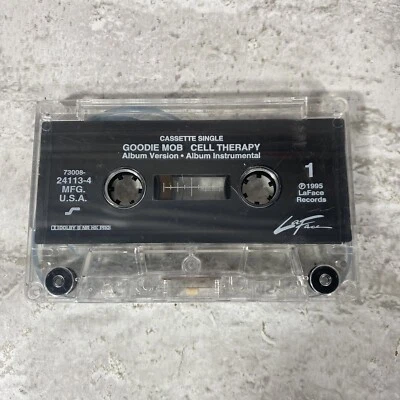 CASSETTE SINGLE
GOODIE MOB CELL THERAPY
Album Version • Album Instrumental
73008-
24113-4
MFG.
U.S.A.
1
℗1995
LaFace
Records
LaFace